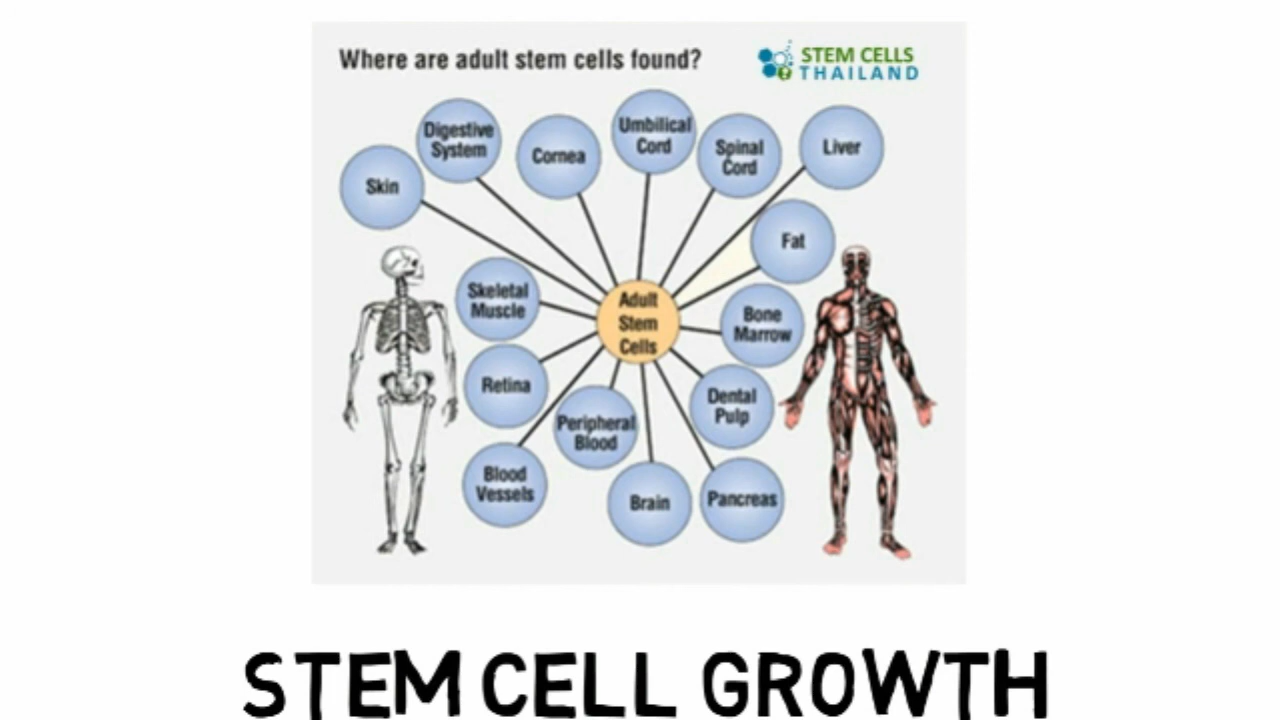 Where are adult stem cells found?
STEM CELLS
THAILAND
Digestive
System
Umbilical
Cord
Cornea
Spinal
Cord
Liver
Skin
Fat
Skeletal
Muscle
Adult
Stem
Cells
Bone
Marrow
Retina
Dental
Pulp
Peripheral
Blood
Blood
Vessels
Brain
Pancreas
STEM CELL GROWTH